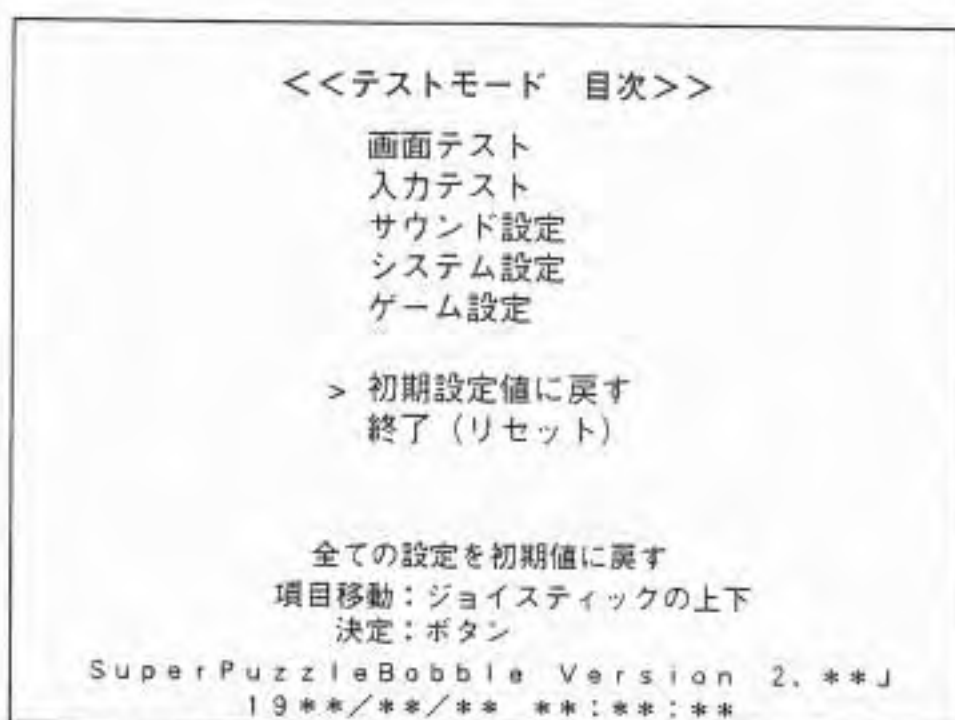 <<テストモード　目次>>
画面テスト
入力テスト
サウンド設定
システム設定
ゲーム設定
> 初期設定値に戻す
終了（リセット）
全ての設定を初期値に戻す
項目移動：ジョイスティックの上下
決定：ボタン
SuperPuzzleBobble Version 2.**J
19**/**/** **:**:**